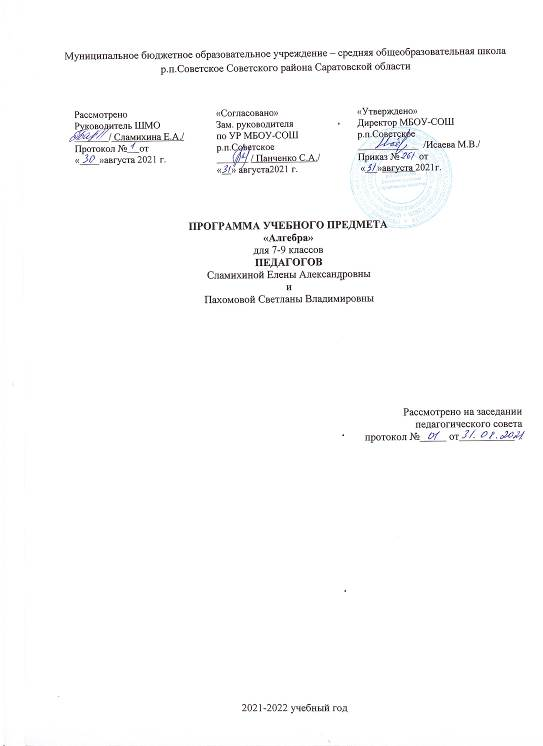 Муниципальное бюджетное образовательное учреждение – средняя общеобразовательная школа
р.п.Советское Советского района Саратовской области
Рассмотрено
Руководитель ШМО
/ Сламихина Е.А./
Протокол № 1 от
« 30 »августа 2021 г.
«Согласовано»
Зам. руководителя
по УР МБОУ-СОШ
р.п.Советское
/ Панченко С.А./
«31» августа2021 г.
«Утверждено»
Директор МБОУ-СОШ
р.п.Советское
/Исаева М.В./
Приказ №261 от
«31»августа 2021г.
ПРОГРАММА УЧЕБНОГО ПРЕДМЕТА
«Алгебра»
для 7-9 классов
ПЕДАГОГОВ
Сламихиной Елены Александровны
и
Пахомовой Светланы Владимировны
Рассмотрено на заседании
педагогического совета
протокол № 01 от 31.08.2021
2021-2022 учебный год